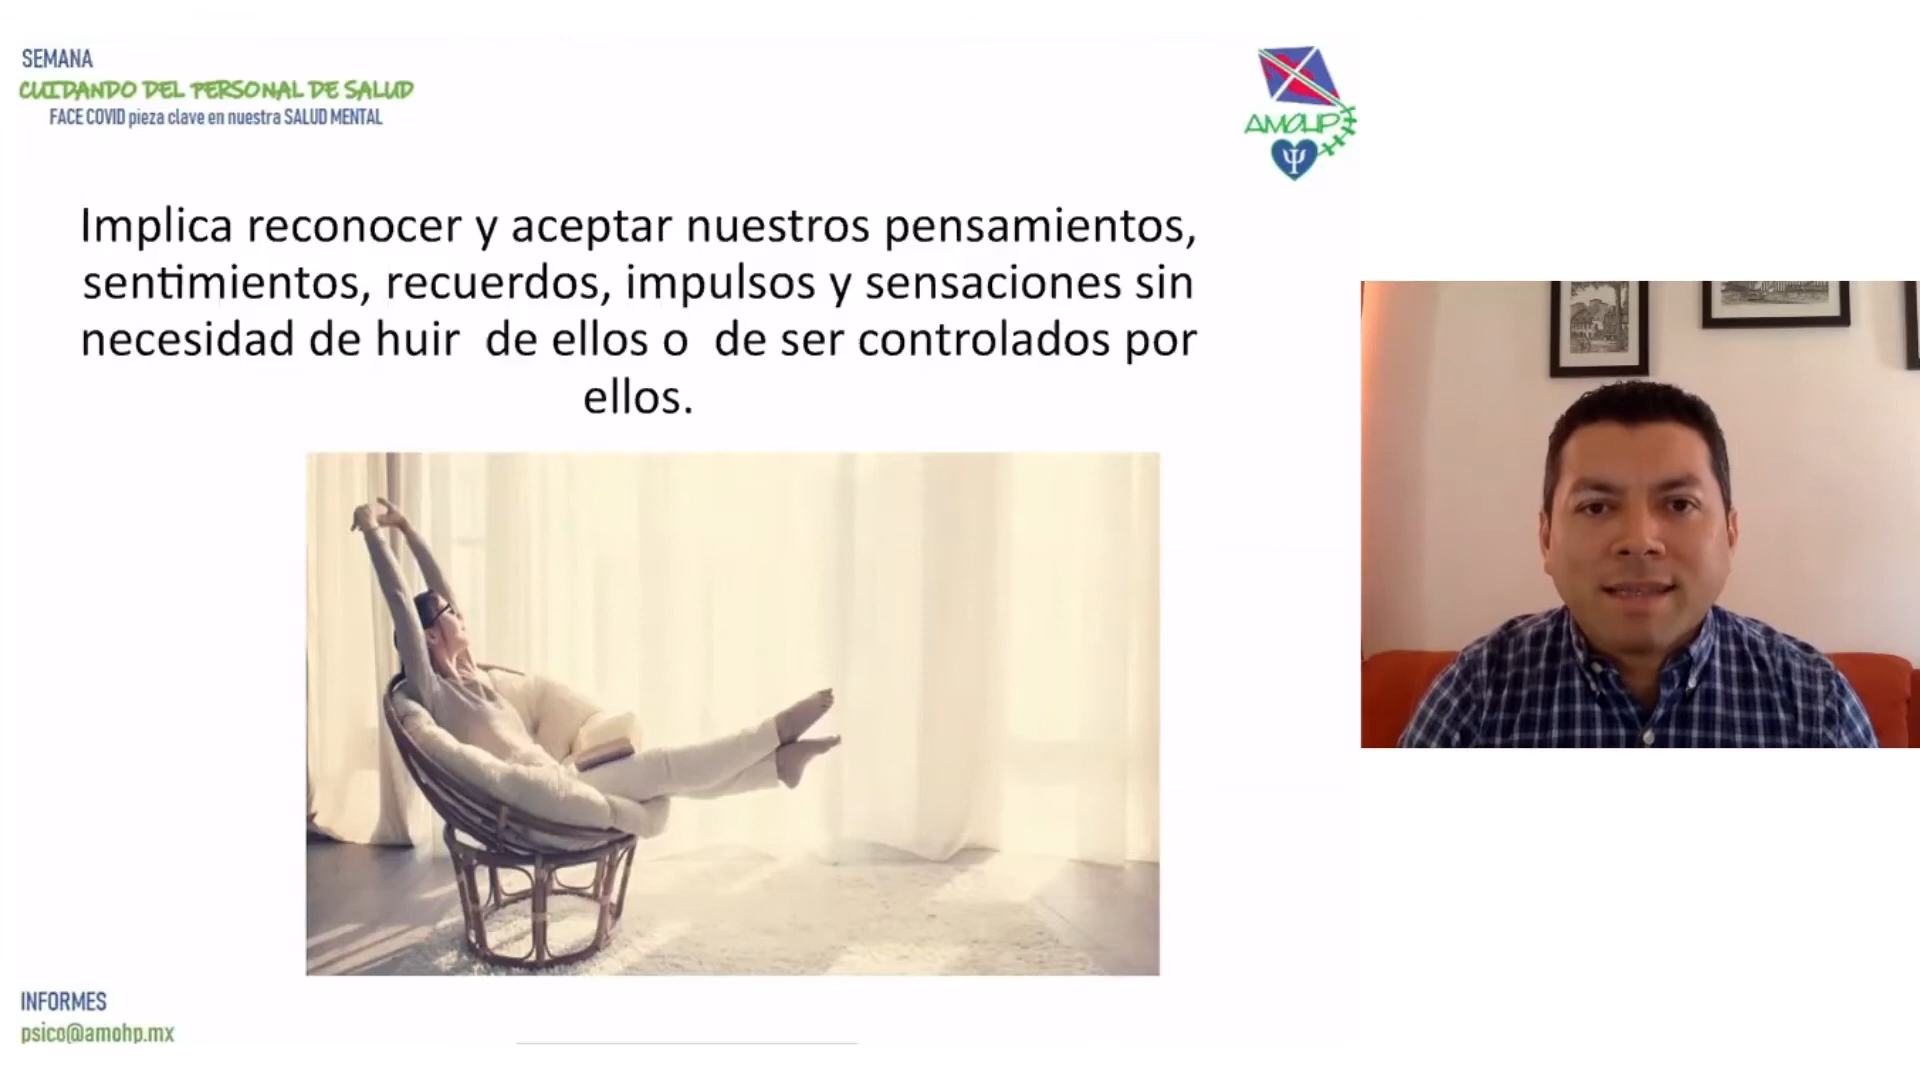 SEMANA
CUIDANDO DEL PERSONAL DE SALUD
FACE COVID pieza clave en nuestra SALUD MENTAL
AMOHP
Ψ
Implica reconocer y aceptar nuestros pensamientos,
sentimientos, recuerdos, impulsos y sensaciones sin
necesidad de huir de ellos o de ser controlados por
ellos.
INFORMES
psico@amohp.mx